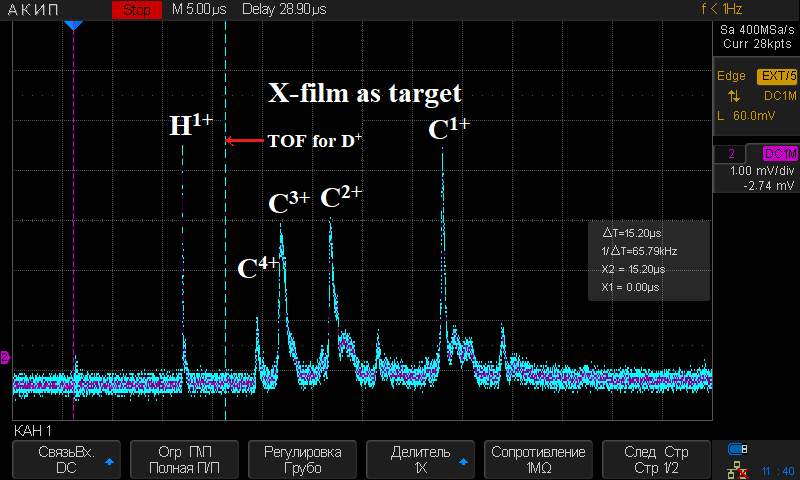 АКИП Stop M 5.00µs Delay 28.90µs f < 1Hz
Sa 400MSa/s
Curr 28kpts
Edge EXT/5
DC1M
L 60.0mV
2 DC1M
1.00 mV/div
-2.74 mV
X-film as target
H1+
TOF for D+
C1+
C3+
C2+
C4+
△T=15.20µs
1/△T=65.79kHz
X2 = 15.20µs
X1 = 0.00µs
2
КАН 1
СвязьВх.
DC
Огр П\П
Полная П/П
Регулировка
Грубо
Делитель
1X
Сопротивление
1MΩ
След Стр
Стр 1/2
11 : 40